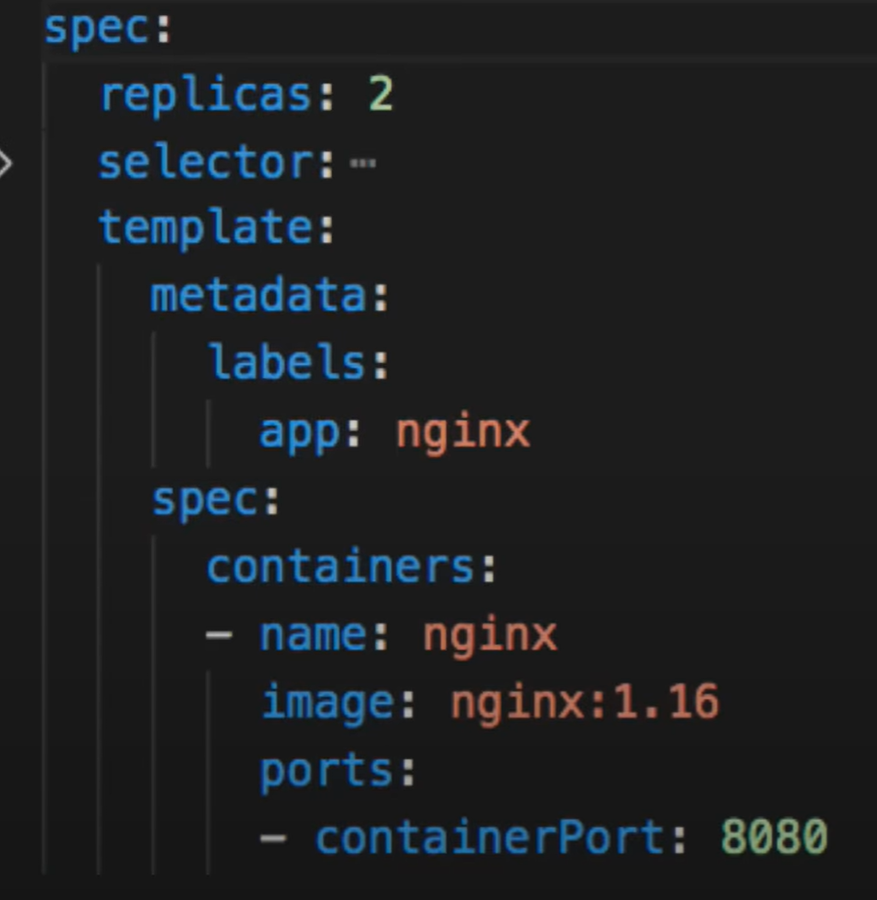 spec:
  replicas: 2
  selector: ⋯
  template:
    metadata:
      labels:
        app: nginx
    spec:
      containers:
      - name: nginx
        image: nginx:1.16
        ports:
        - containerPort: 8080